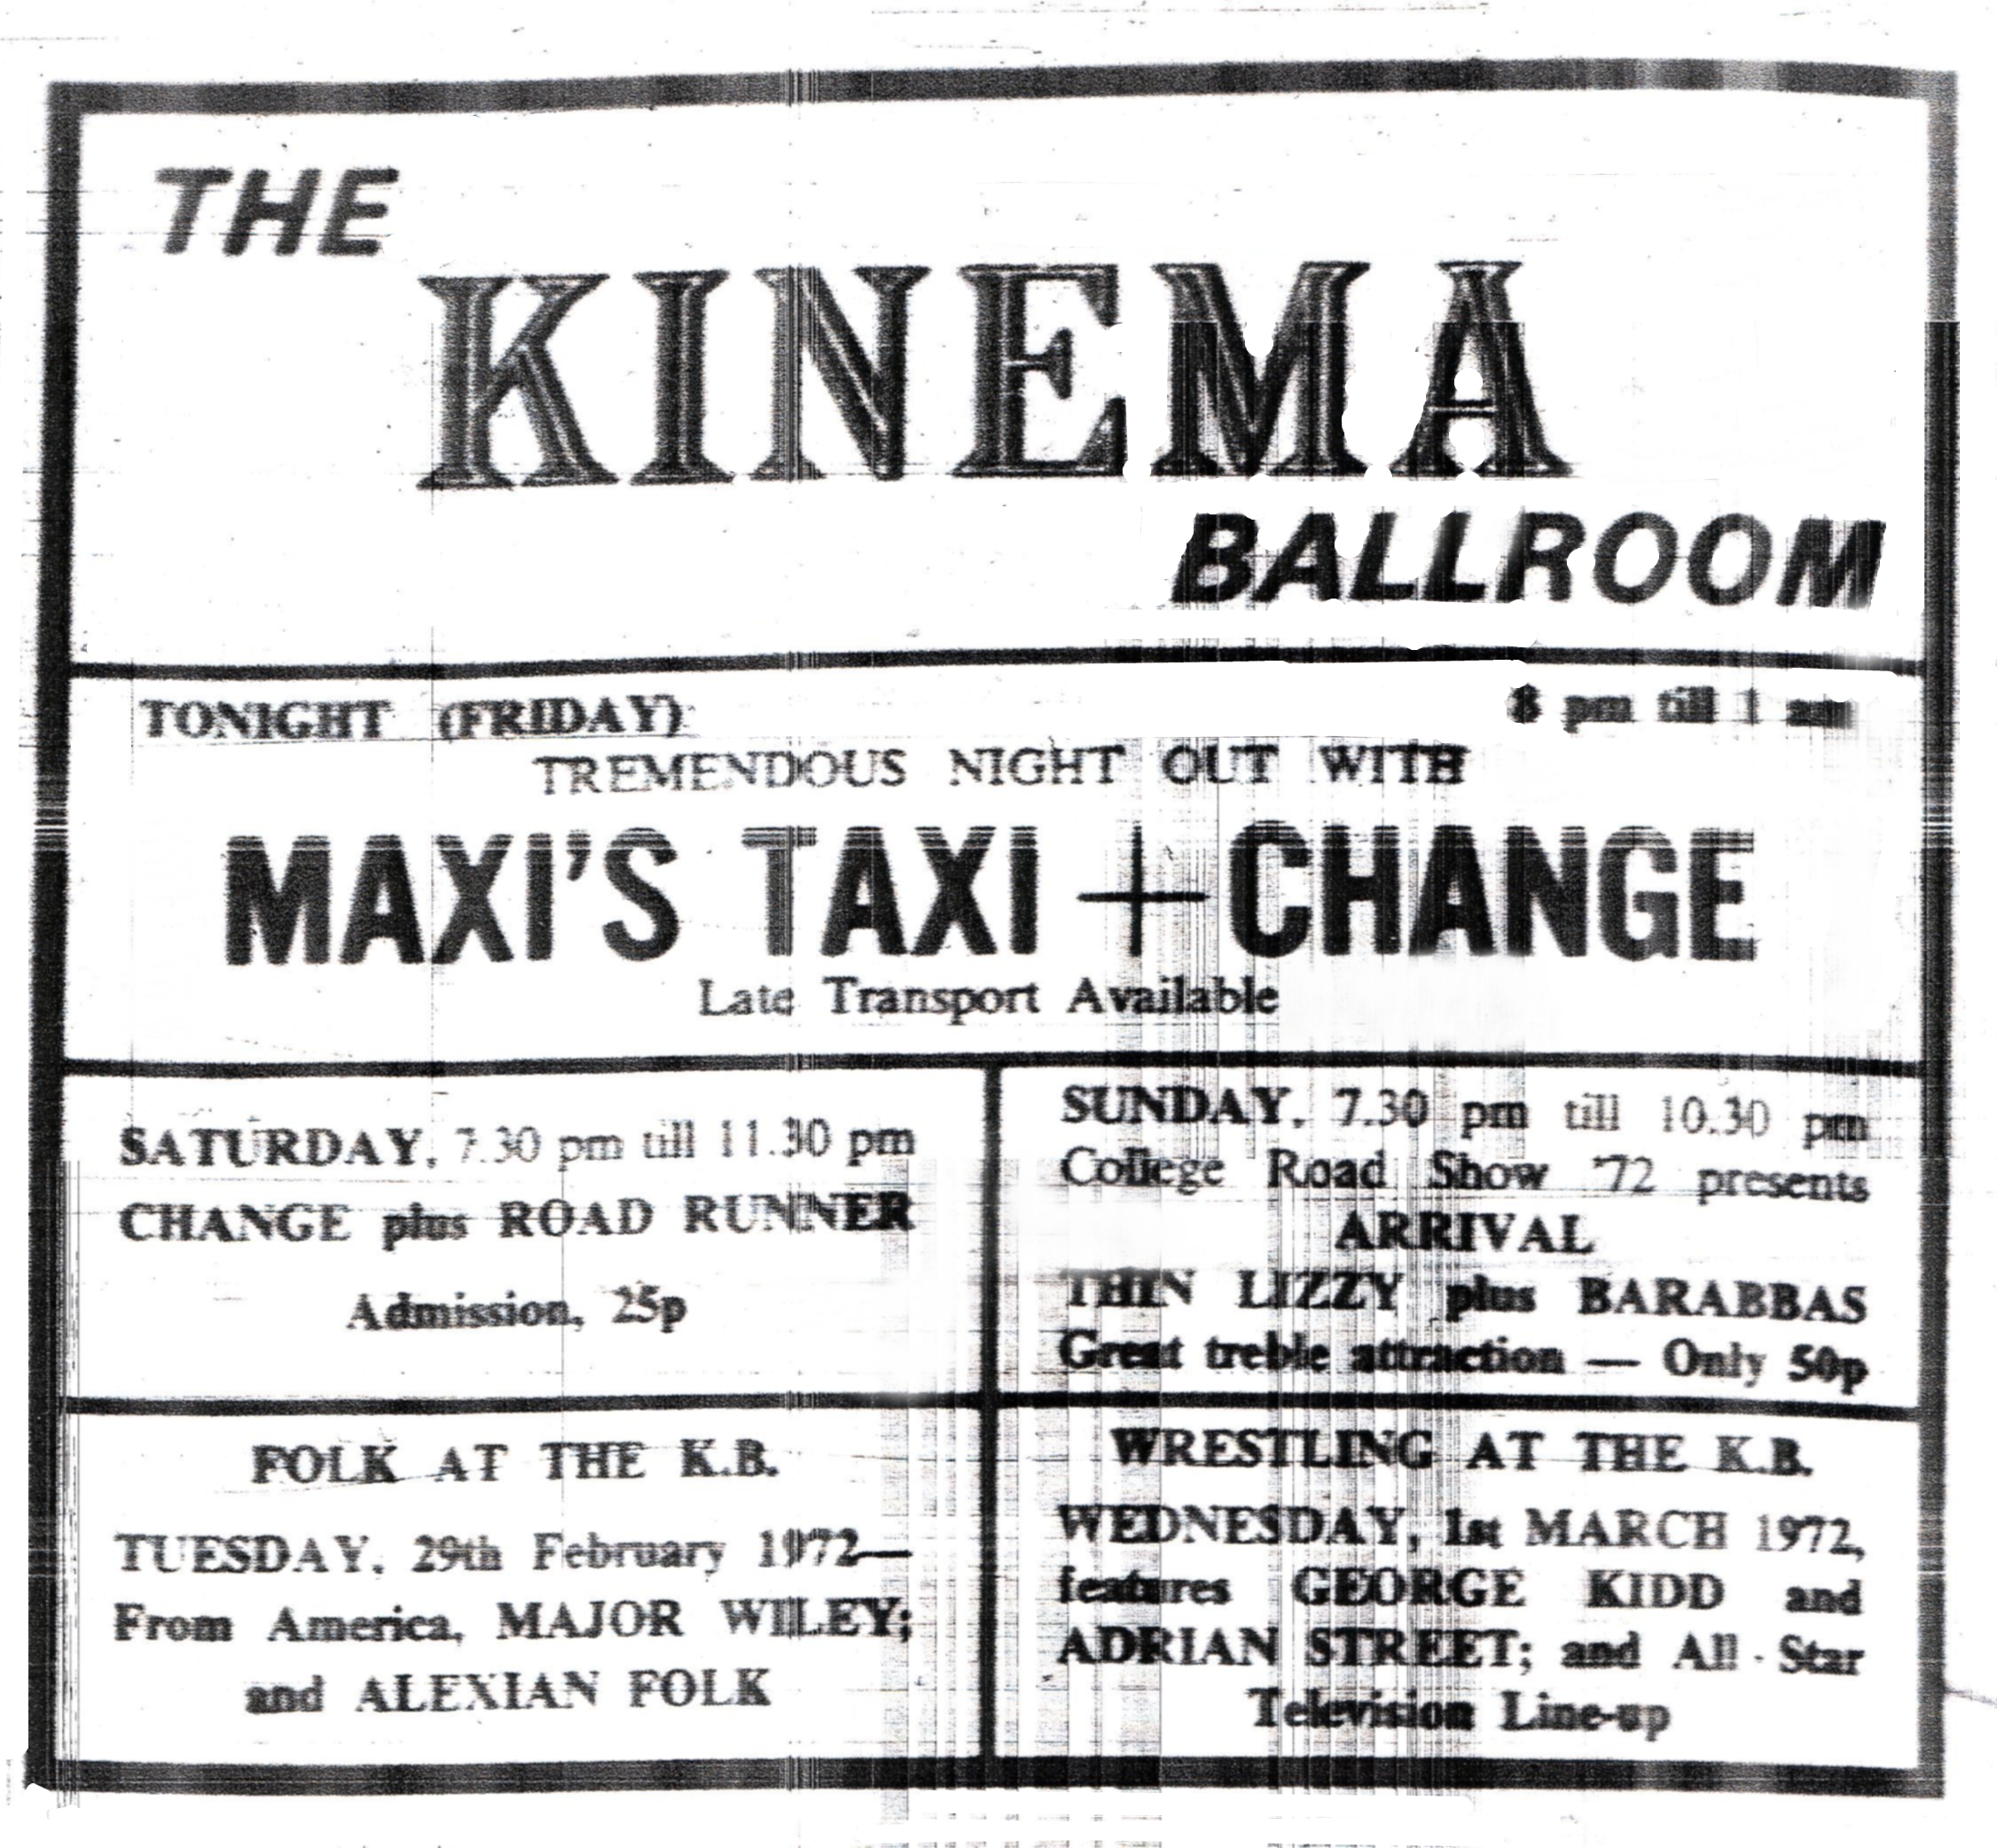 THE
KINEMA
BALLROOM
TONIGHT (FRIDAY) 8 pm till 1 am
TREMENDOUS NIGHT OUT WITH
MAXI'S TAXI + CHANGE
Late Transport Available
SATURDAY, 7.30 pm till 11.30 pm
CHANGE plus ROAD RUNNER
Admission, 25p
SUNDAY, 7.30 pm till 10.30 pm
College Road Show '72 presents
ARRIVAL
THIN LIZZY plus BARABBAS
Great treble attraction — Only 50p
FOLK AT THE K.B.
TUESDAY, 29th February 1972—
From America, MAJOR WILEY;
and ALEXIAN FOLK
WRESTLING AT THE K.B.
WEDNESDAY, 1st MARCH 1972,
features GEORGE KIDD and
ADRIAN STREET; and All - Star
Television Line-up